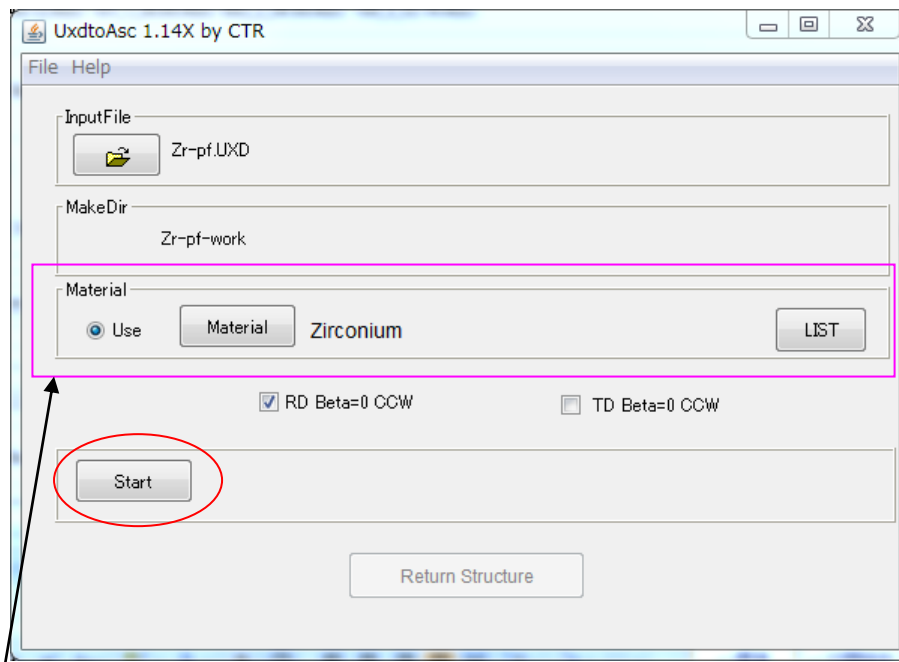 UxdtoAsc 1.14X by CTR
File Help
InputFile
Zr-pf.UXD
MakeDir
Zr-pf-work
Material
Use Material Zirconium LIST
RD Beta=0 CCW TD Beta=0 CCW
Start
Return Structure